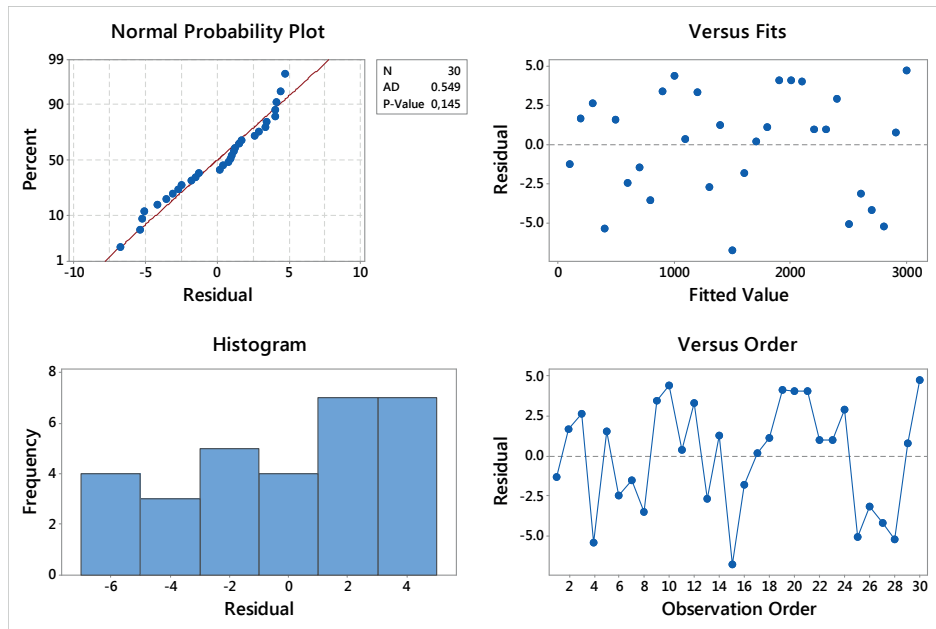 Normal Probability Plot
99
90
50
10
1
Percent
-10 -5 0 5 10
Residual
N 30
AD 0.549
P-Value 0,145
Versus Fits
5.0
2.5
0.0
-2.5
-5.0
Residual
0 1000 2000 3000
Fitted Value
Histogram
8
6
4
2
0
Frequency
-6 -4 -2 0 2 4
Residual
Versus Order
5.0
2.5
0.0
-2.5
-5.0
Residual
2 4 6 8 10 12 14 16 18 20 22 24 26 28 30
Observation Order